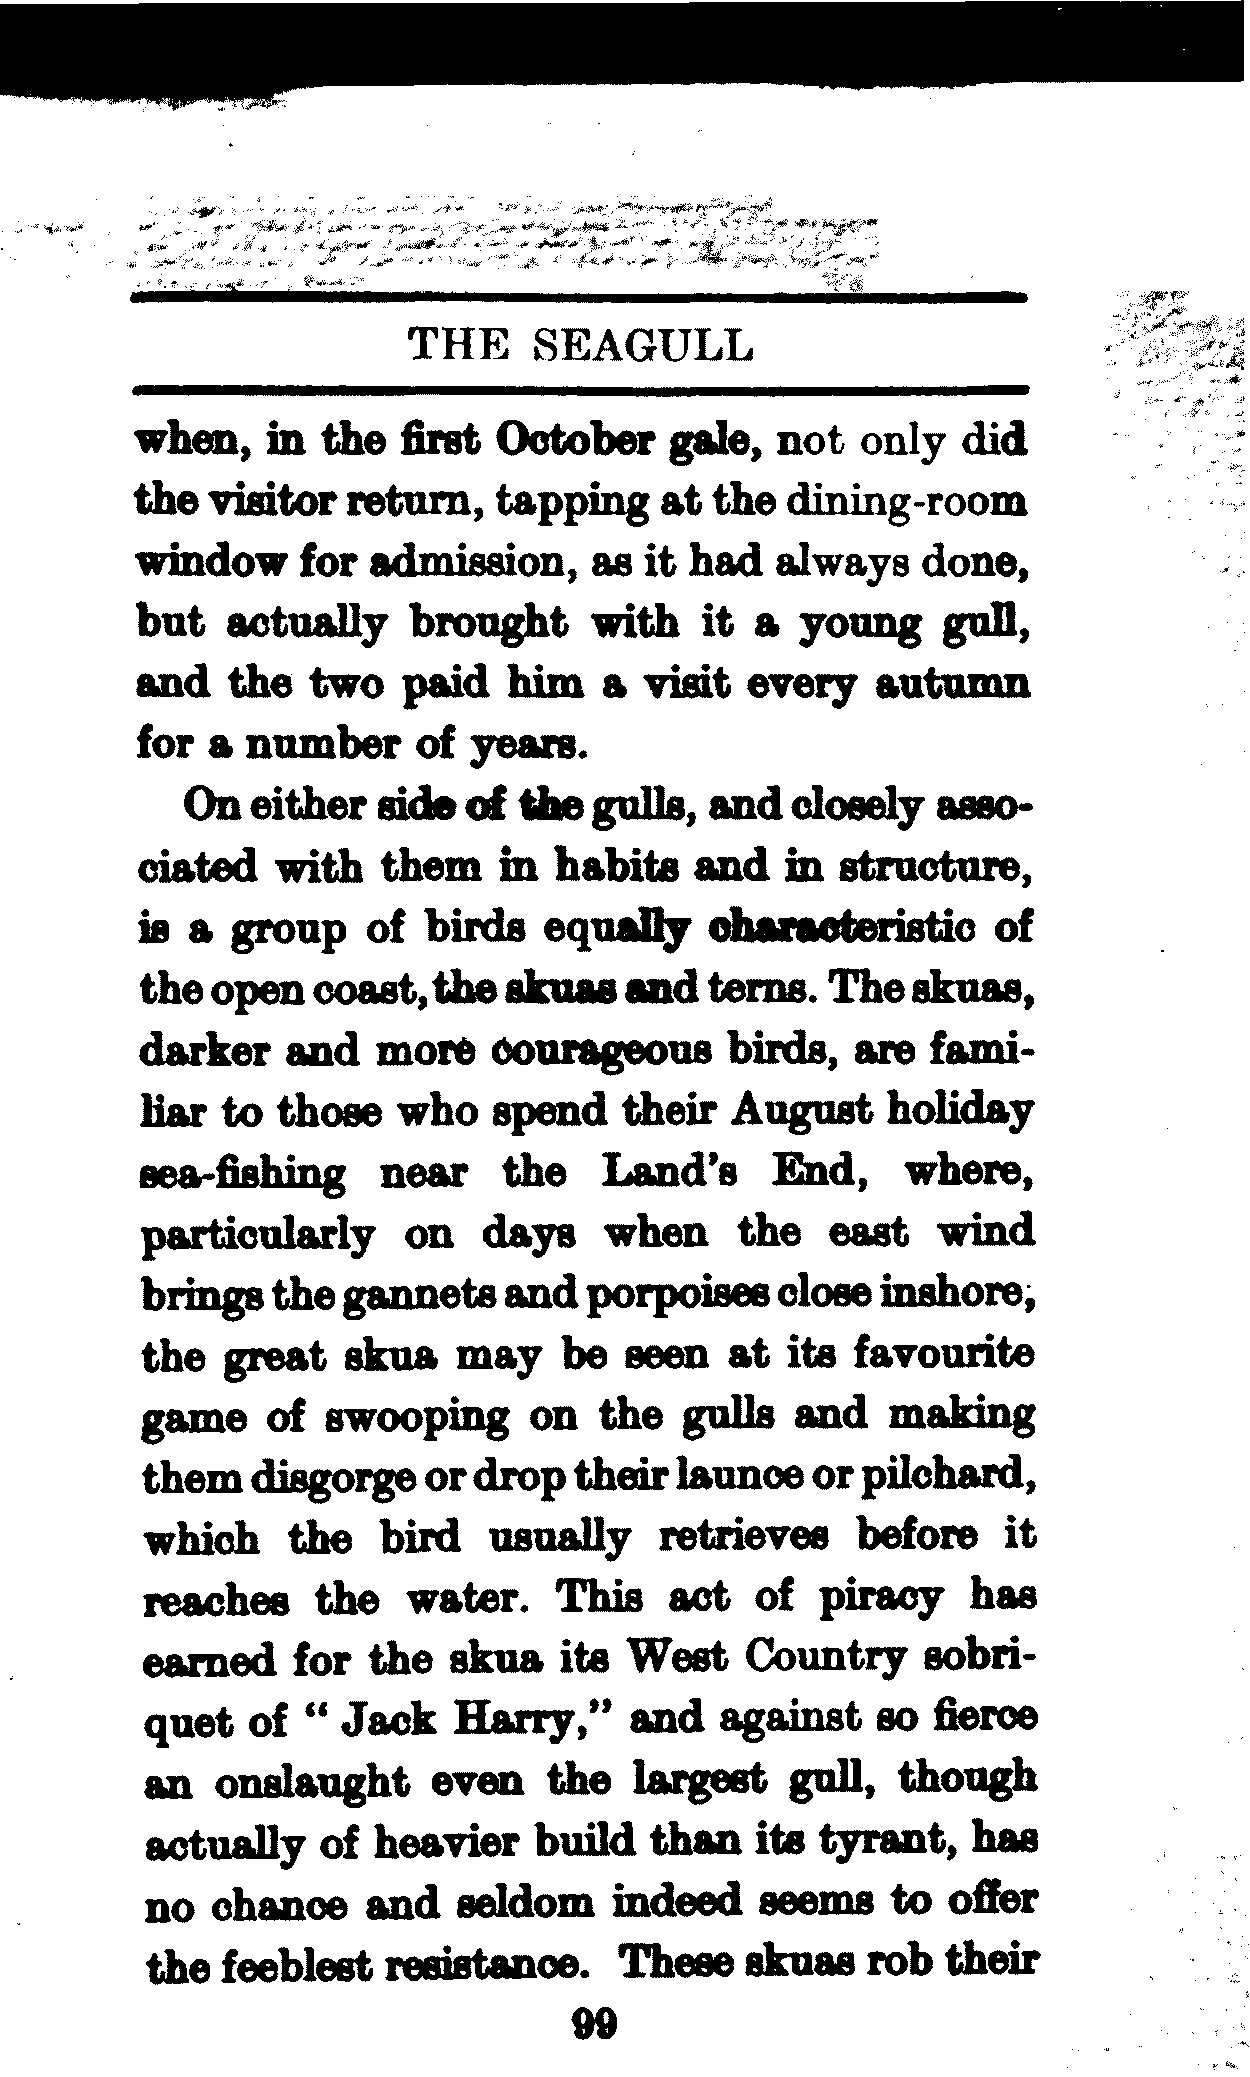 THE SEAGULL
when, in the first October gale, not only did
the visitor return, tapping at the dining-room
window for admission, as it had always done,
but actually brought with it a young gull,
and the two paid him a visit every autumn
for a number of years.
On either side of the gulls, and closely asso-
ciated with them in habits and in structure,
is a group of birds equally characteristic of
the open coast, the skuas and terns. The skuas,
darker and more courageous birds, are fami-
liar to those who spend their August holiday
sea-fishing near the Land's End, where,
particularly on days when the east wind
brings the gannets and porpoises close inshore,
the great skua may be seen at its favourite
game of swooping on the gulls and making
them disgorge or drop their launce or pilchard,
which the bird usually retrieves before it
reaches the water. This act of piracy has
earned for the skua its West Country sobri-
quet of " Jack Harry," and against so fierce
an onslaught even the largest gull, though
actually of heavier build than its tyrant, has
no chance and seldom indeed seems to offer
the feeblest resistance. These skuas rob their
99